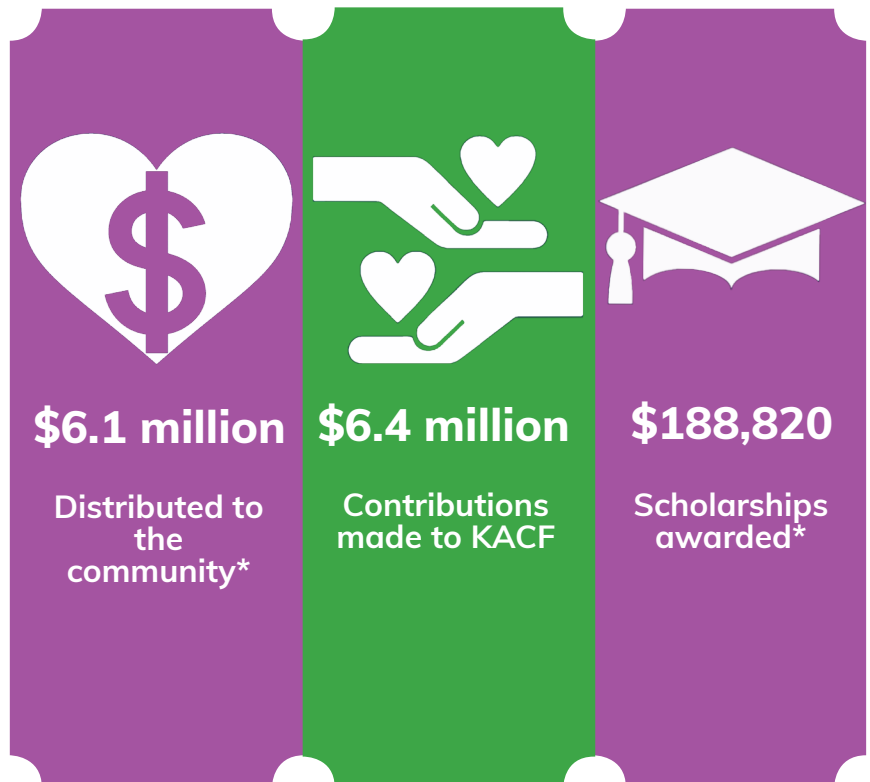 $
$6.1 million
Distributed to
the
community*
$6.4 million
Contributions
made to KACF
$188,820
Scholarships
awarded*